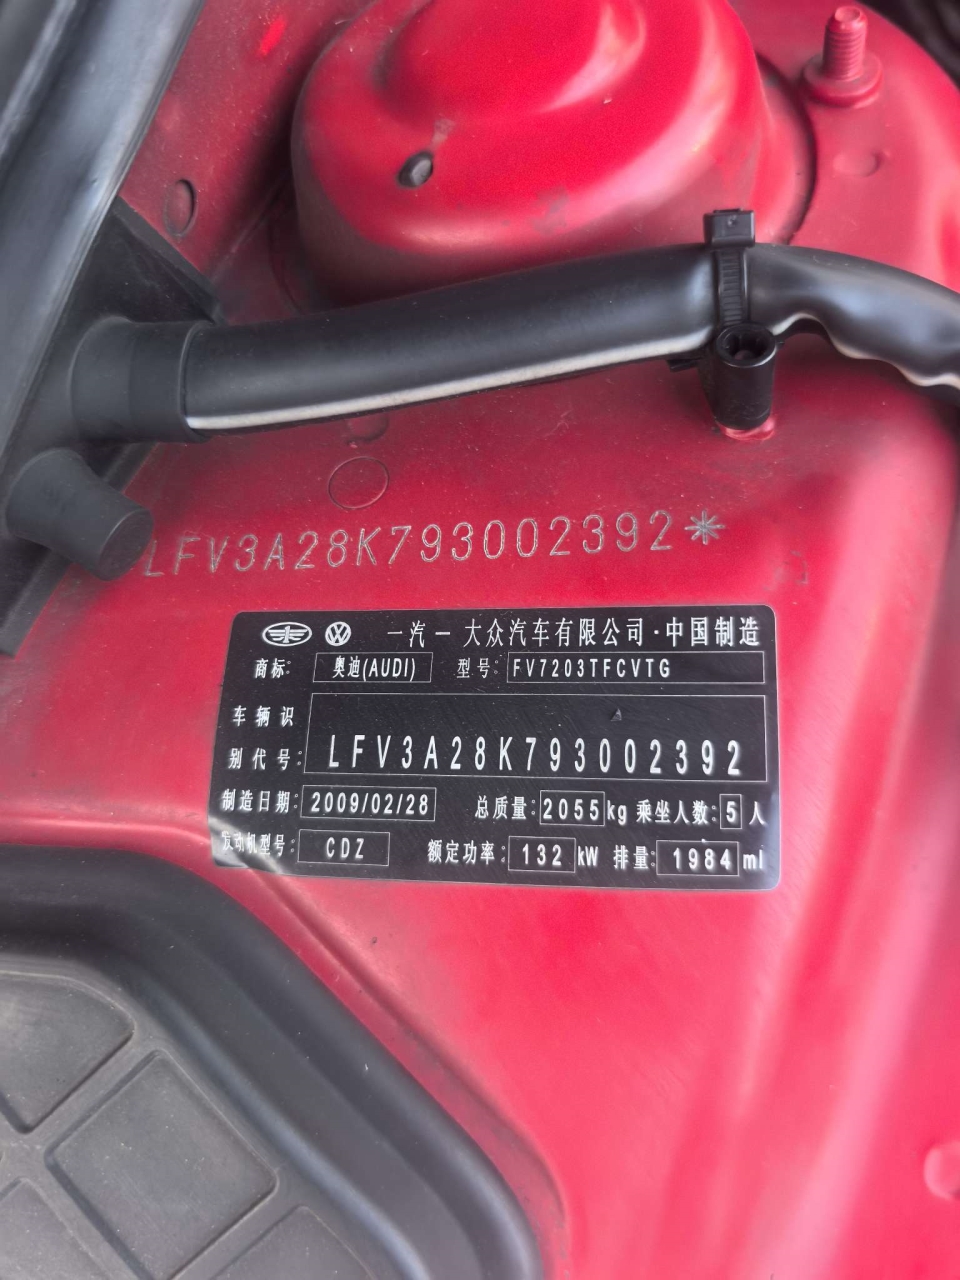 LFV3A28K793002392*
一汽－大众汽车有限公司·中国制造
商标: 奥迪(AUDI) 型号: FV7203TFCVTG
车辆识
别代号: LFV3A28K793002392
制造日期: 2009/02/28 总质量: 2055kg 乘坐人数: 5人
发动机型号: CDZ 额定功率: 132kW 排量: 1984ml